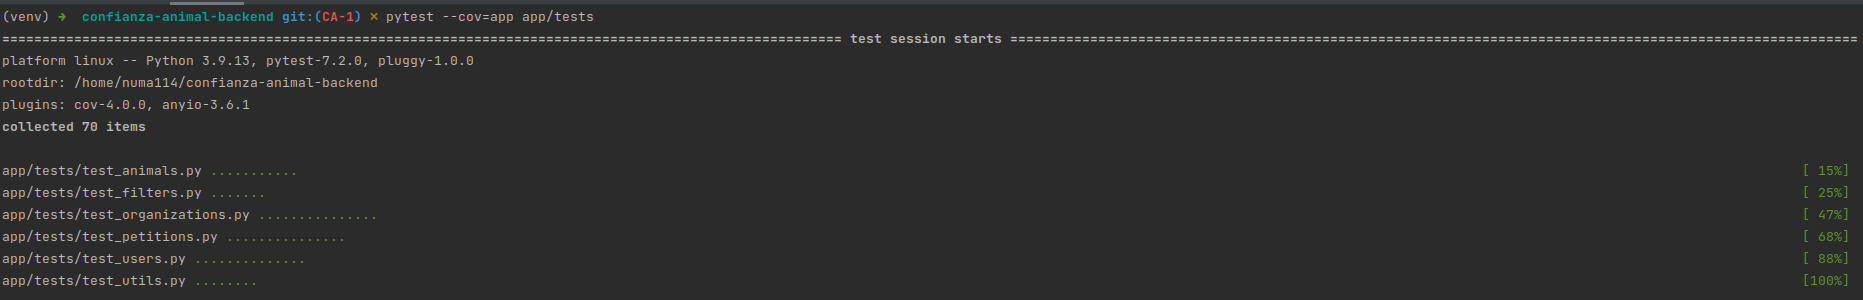 (venv) ➜  confianza-animal-backend git:(CA-1) ✗ pytest --cov=app app/tests
========================================================================================================= test session starts ==========================================================================================================
platform linux -- Python 3.9.13, pytest-7.2.0, pluggy-1.0.0
rootdir: /home/numa114/confianza-animal-backend
plugins: cov-4.0.0, anyio-3.6.1
collected 70 items
app/tests/test_animals.py ........... [ 15%]
app/tests/test_filters.py ....... [ 25%]
app/tests/test_organizations.py ............... [ 47%]
app/tests/test_petitions.py ............... [ 68%]
app/tests/test_users.py .............. [ 88%]
app/tests/test_utils.py ........ [100%]